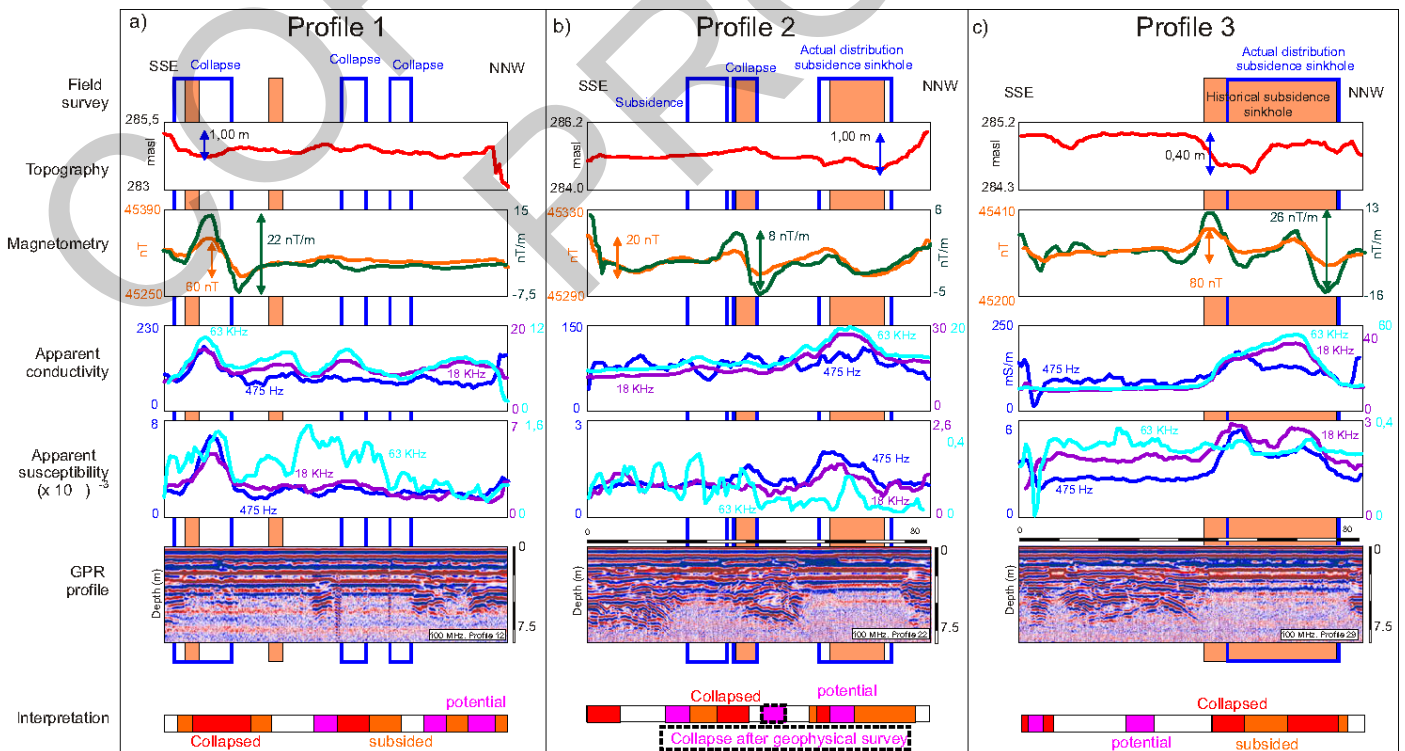 a)
Profile 1
b)
Profile 2
c)
Profile 3
Field
survey
SSE
Collapse
Collapse
Collapse
NNW
SSE
Subsidence
Collapse
Actual distribution
subsidence sinkhole
NNW
SSE
Actual distribution
subsidence sinkhole
Historical subsidence
sinkhole
NNW
Topography
285,5
masl
283
1,00 m
286.2
masl
284.0
1,00 m
285.2
masl
284.3
0,40 m
Magnetometry
45390
nT
45250
60 nT
22 nT/m
15
nT/m
-7,5
45330
nT
45290
20 nT
8 nT/m
6
nT/m
-5
45410
nT
45200
80 nT
26 nT/m
13
nT/m
-16
Apparent
conductivity
230
0
63 KHz
18 KHz
475 Hz
20 12
0 0
150
0
63 KHz
18 KHz
475 Hz
30 20
0
250
mS/m
0
475 Hz
63 KHz
18 KHz
60
40
0 0
Apparent
susceptibility
(x 10 ) -3
8
0
63 KHz
18 KHz
475 Hz
7 1,6
0 0
3
0
475 Hz
18 KHz
63 KHz
2,6
0,4
0 0
6
0
63 KHz
18 KHz
475 Hz
3 0,4
0 0
GPR
profile
Depth (m)
0
7.5
100 MHz. Profile 12
0
80
Depth (m)
0
7.5
100 MHz. Profile 22
0
80
Depth (m)
0
7.5
100 MHz. Profile 29
Interpretation
potential
Collapsed
subsided
Collapsed
potential
Collapse after geophysical survey
Collapsed
potential
subsided